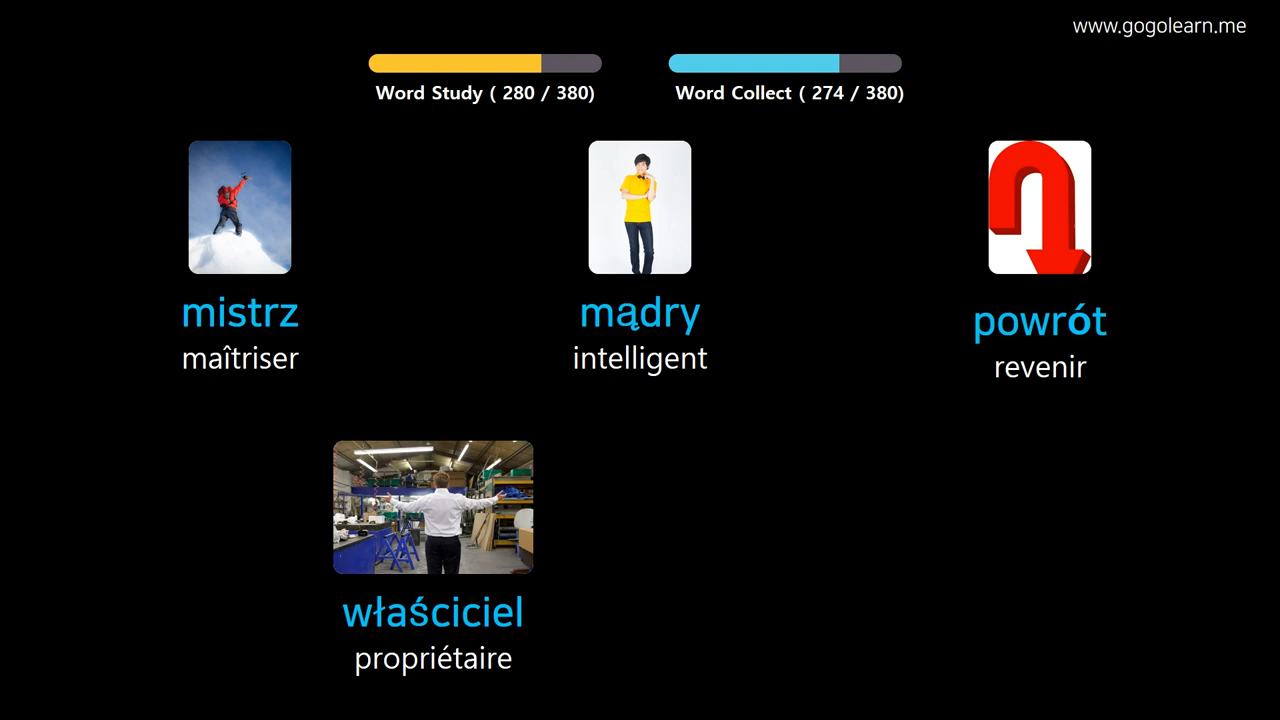 www.gogolearn.me
Word Study ( 280 / 380)
Word Collect ( 274 / 380)
mistrz
maîtriser
mądry
intelligent
powrót
revenir
właściciel
propriétaire